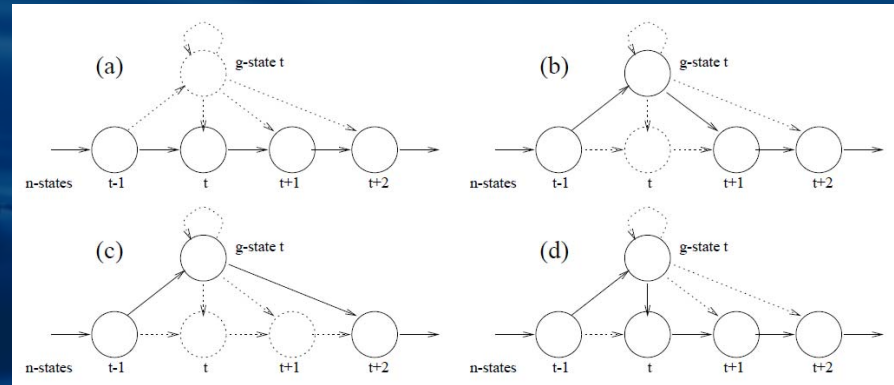 (a)
g-state t
n-states
t-1
t
t+1
t+2
(b)
g-state t
n-states
t-1
t
t+1
t+2
(c)
g-state t
n-states
t-1
t
t+1
t+2
(d)
g-state t
n-states
t-1
t
t+1
t+2